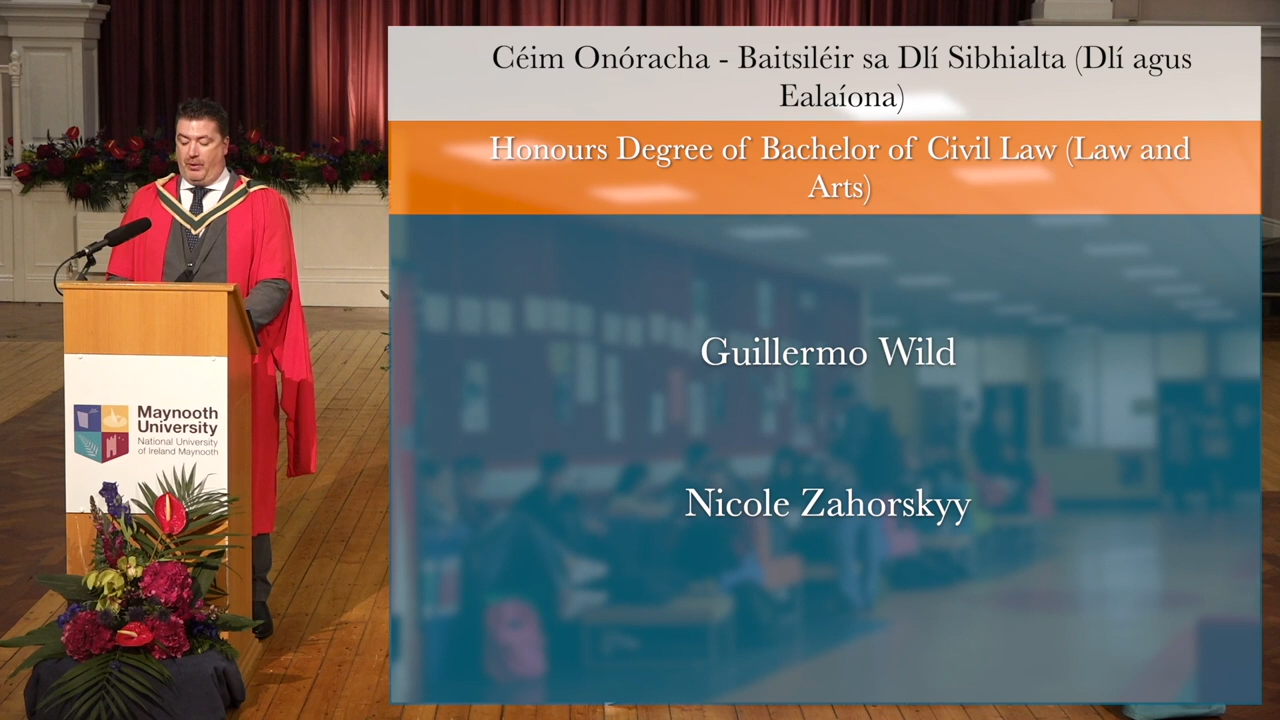 Céim Onóracha - Baitsiléir sa Dlí Sibhialta (Dlí agus
Ealaíona)
Honours Degree of Bachelor of Civil Law (Law and
Arts)
Guillermo Wild
Nicole Zahorskyy
Maynooth
University
National University
of Ireland Maynooth